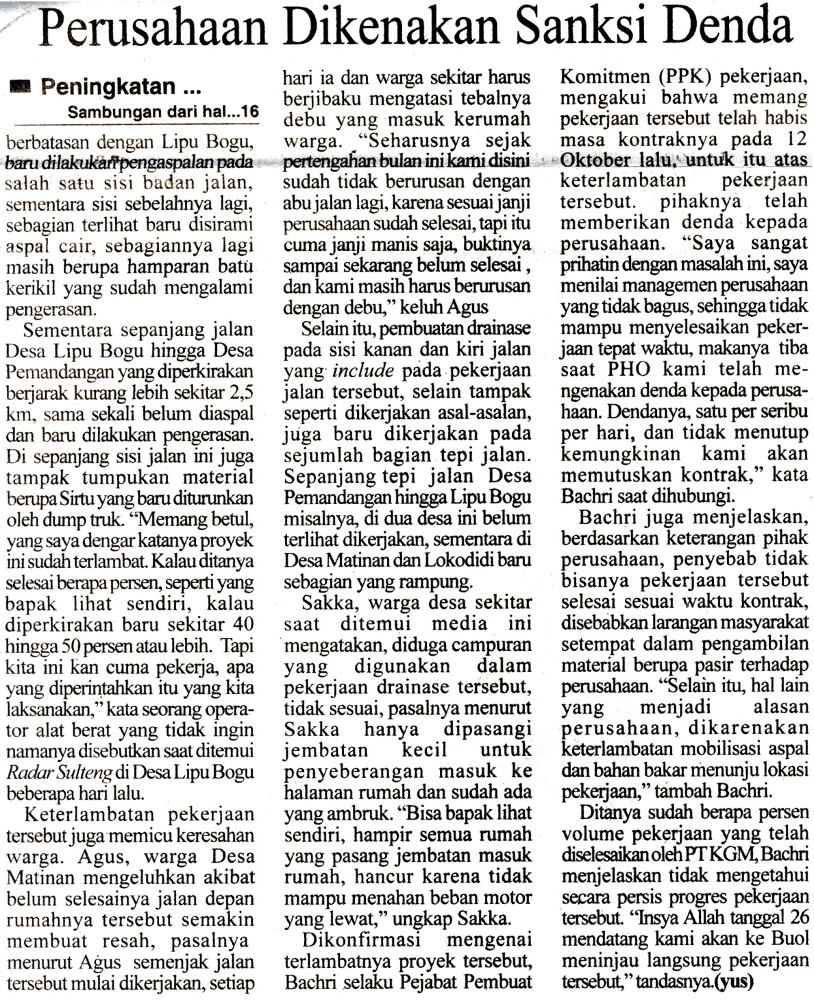 Perusahaan Dikenakan Sanksi Denda
Peningkatan ...
Sambungan dari hal...16
berbatasan dengan Lipu Bogu,
baru dilakukan pengaspalan pada
salah satu sisi badan jalan,
sementara sisi sebelahnya lagi,
sebagian terlihat baru disirami
aspal cair, sebagiannya lagi
masih berupa hamparan batu
kerikil yang sudah mengalami
pengerasan.
Sementara sepanjang jalan
Desa Lipu Bogu hingga Desa
Pemandangan yang diperkirakan
berjarak kurang lebih sekitar 2,5
km, sama sekali belum diaspal
dan baru dilakukan pengerasan.
Di sepanjang sisi jalan ini juga
tampak tumpukan material
berupa Sirtu yang baru diturunkan
oleh dump truk. “Memang betul,
yang saya dengar katanya proyek
ini sudah terlambat. Kalau ditanya
selesai berapa persen, seperti yang
bapak lihat sendiri, kalau
diperkirakan baru sekitar 40
hingga 50 persen atau lebih. Tapi
kita ini kan cuma pekerja, apa
yang diperintahkan itu yang kita
laksanakan,” kata seorang opera-
tor alat berat yang tidak ingin
namanya disebutkan saat ditemui
Radar Sulteng di Desa Lipu Bogu
beberapa hari lalu.
Keterlambatan pekerjaan
tersebut juga memicu keresahan
warga. Agus, warga Desa
Matinan mengeluhkan akibat
belum selesainya jalan depan
rumahnya tersebut semakin
membuat resah, pasalnya
menurut Agus semenjak jalan
tersebut mulai dikerjakan, setiap
hari ia dan warga sekitar harus
berjibaku mengatasi tebalnya
debu yang masuk kerumah
warga. “Seharusnya sejak
pertengahan bulan ini kami disini
sudah tidak berurusan dengan
abu jalan lagi, karena sesuai janji
perusahaan sudah selesai, tapi itu
cuma janji manis saja, buktinya
sampai sekarang belum selesai ,
dan kami masih harus berurusan
dengan debu,” keluh Agus
Selain itu, pembuatan drainase
pada sisi kanan dan kiri jalan
yang include pada pekerjaan
jalan tersebut, selain tampak
seperti dikerjakan asal-asalan,
juga baru dikerjakan pada
sejumlah bagian tepi jalan.
Sepanjang tepi jalan Desa
Pemandangan hingga Lipu Bogu
misalnya, di dua desa ini belum
terlihat dikerjakan, sementara di
Desa Matinan dan Lokodidi baru
sebagian yang rampung.
Sakka, warga desa sekitar
saat ditemui media ini
mengatakan, diduga campuran
yang digunakan dalam
pekerjaan drainase tersebut,
tidak sesuai, pasalnya menurut
Sakka hanya dipasangi
jembatan kecil untuk
penyeberangan masuk ke
halaman rumah dan sudah ada
yang ambruk. “Bisa bapak lihat
sendiri, hampir semua rumah
yang pasang jembatan masuk
rumah, hancur karena tidak
mampu menahan beban motor
yang lewat,” ungkap Sakka.
Dikonfirmasi mengenai
terlambatnya proyek tersebut,
Bachri selaku Pejabat Pembuat
Komitmen (PPK) pekerjaan,
mengakui bahwa memang
pekerjaan tersebut telah habis
masa kontraknya pada 12
Oktober lalu, untuk itu atas
keterlambatan pekerjaan
tersebut. pihaknya telah
memberikan denda kepada
perusahaan. “Saya sangat
prihatin dengan masalah ini, saya
menilai managemen perusahaan
yang tidak bagus, sehingga tidak
mampu menyelesaikan peker-
jaan tepat waktu, makanya tiba
saat PHO kami telah me-
ngenakan denda kepada perusa-
haan. Dendanya, satu per seribu
per hari, dan tidak menutup
kemungkinan kami akan
memutuskan kontrak,” kata
Bachri saat dihubungi.
Bachri juga menjelaskan,
berdasarkan keterangan pihak
perusahaan, penyebab tidak
bisanya pekerjaan tersebut
selesai sesuai waktu kontrak,
disebabkan larangan masyarakat
setempat dalam pengambilan
material berupa pasir terhadap
perusahaan. “Selain itu, hal lain
yang menjadi alasan
perusahaan, dikarenakan
keterlambatan mobilisasi aspal
dan bahan bakar menunju lokasi
pekerjaan,” tambah Bachri.
Ditanya sudah berapa persen
volume pekerjaan yang telah
diselesaikan oleh PT KGM, Bachri
menjelaskan tidak mengetahui
secara persis progres pekerjaan
tersebut. “Insya Allah tanggal 26
mendatang kami akan ke Buol
meninjau langsung pekerjaan
tersebut,” tandasnya.(yus)